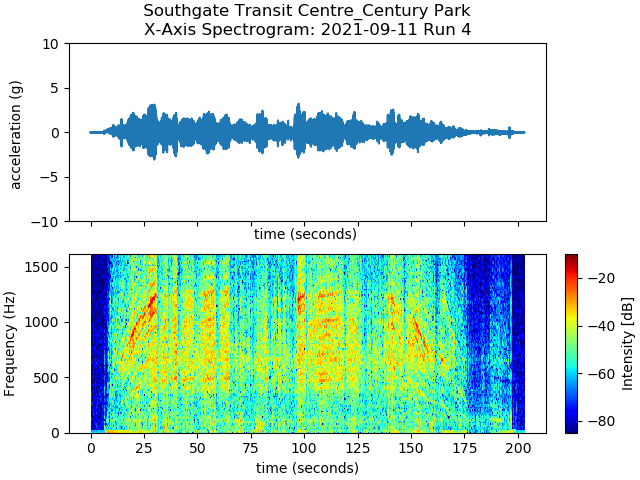 Southgate Transit Centre_Century Park
X-Axis Spectrogram: 2021-09-11 Run 4
10
5
0
−5
−10
acceleration (g)
time (seconds)
1500
1000
500
0
Frequency (Hz)
0 25 50 75 100 125 150 175 200
time (seconds)
−20
−40
−60
−80
Intensity [dB]